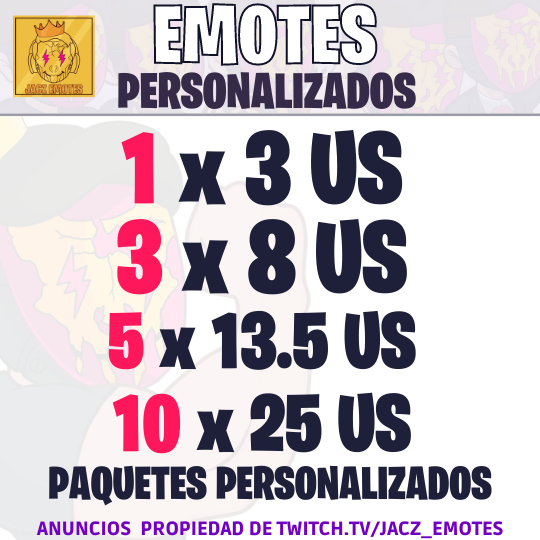 JACZ EMOTES
EMOTES
PERSONALIZADOS
1 x 3 US
3 x 8 US
5 x 13.5 US
10 x 25 US
PAQUETES PERSONALIZADOS
ANUNCIOS PROPIEDAD DE TWITCH.TV/JACZ_EMOTES